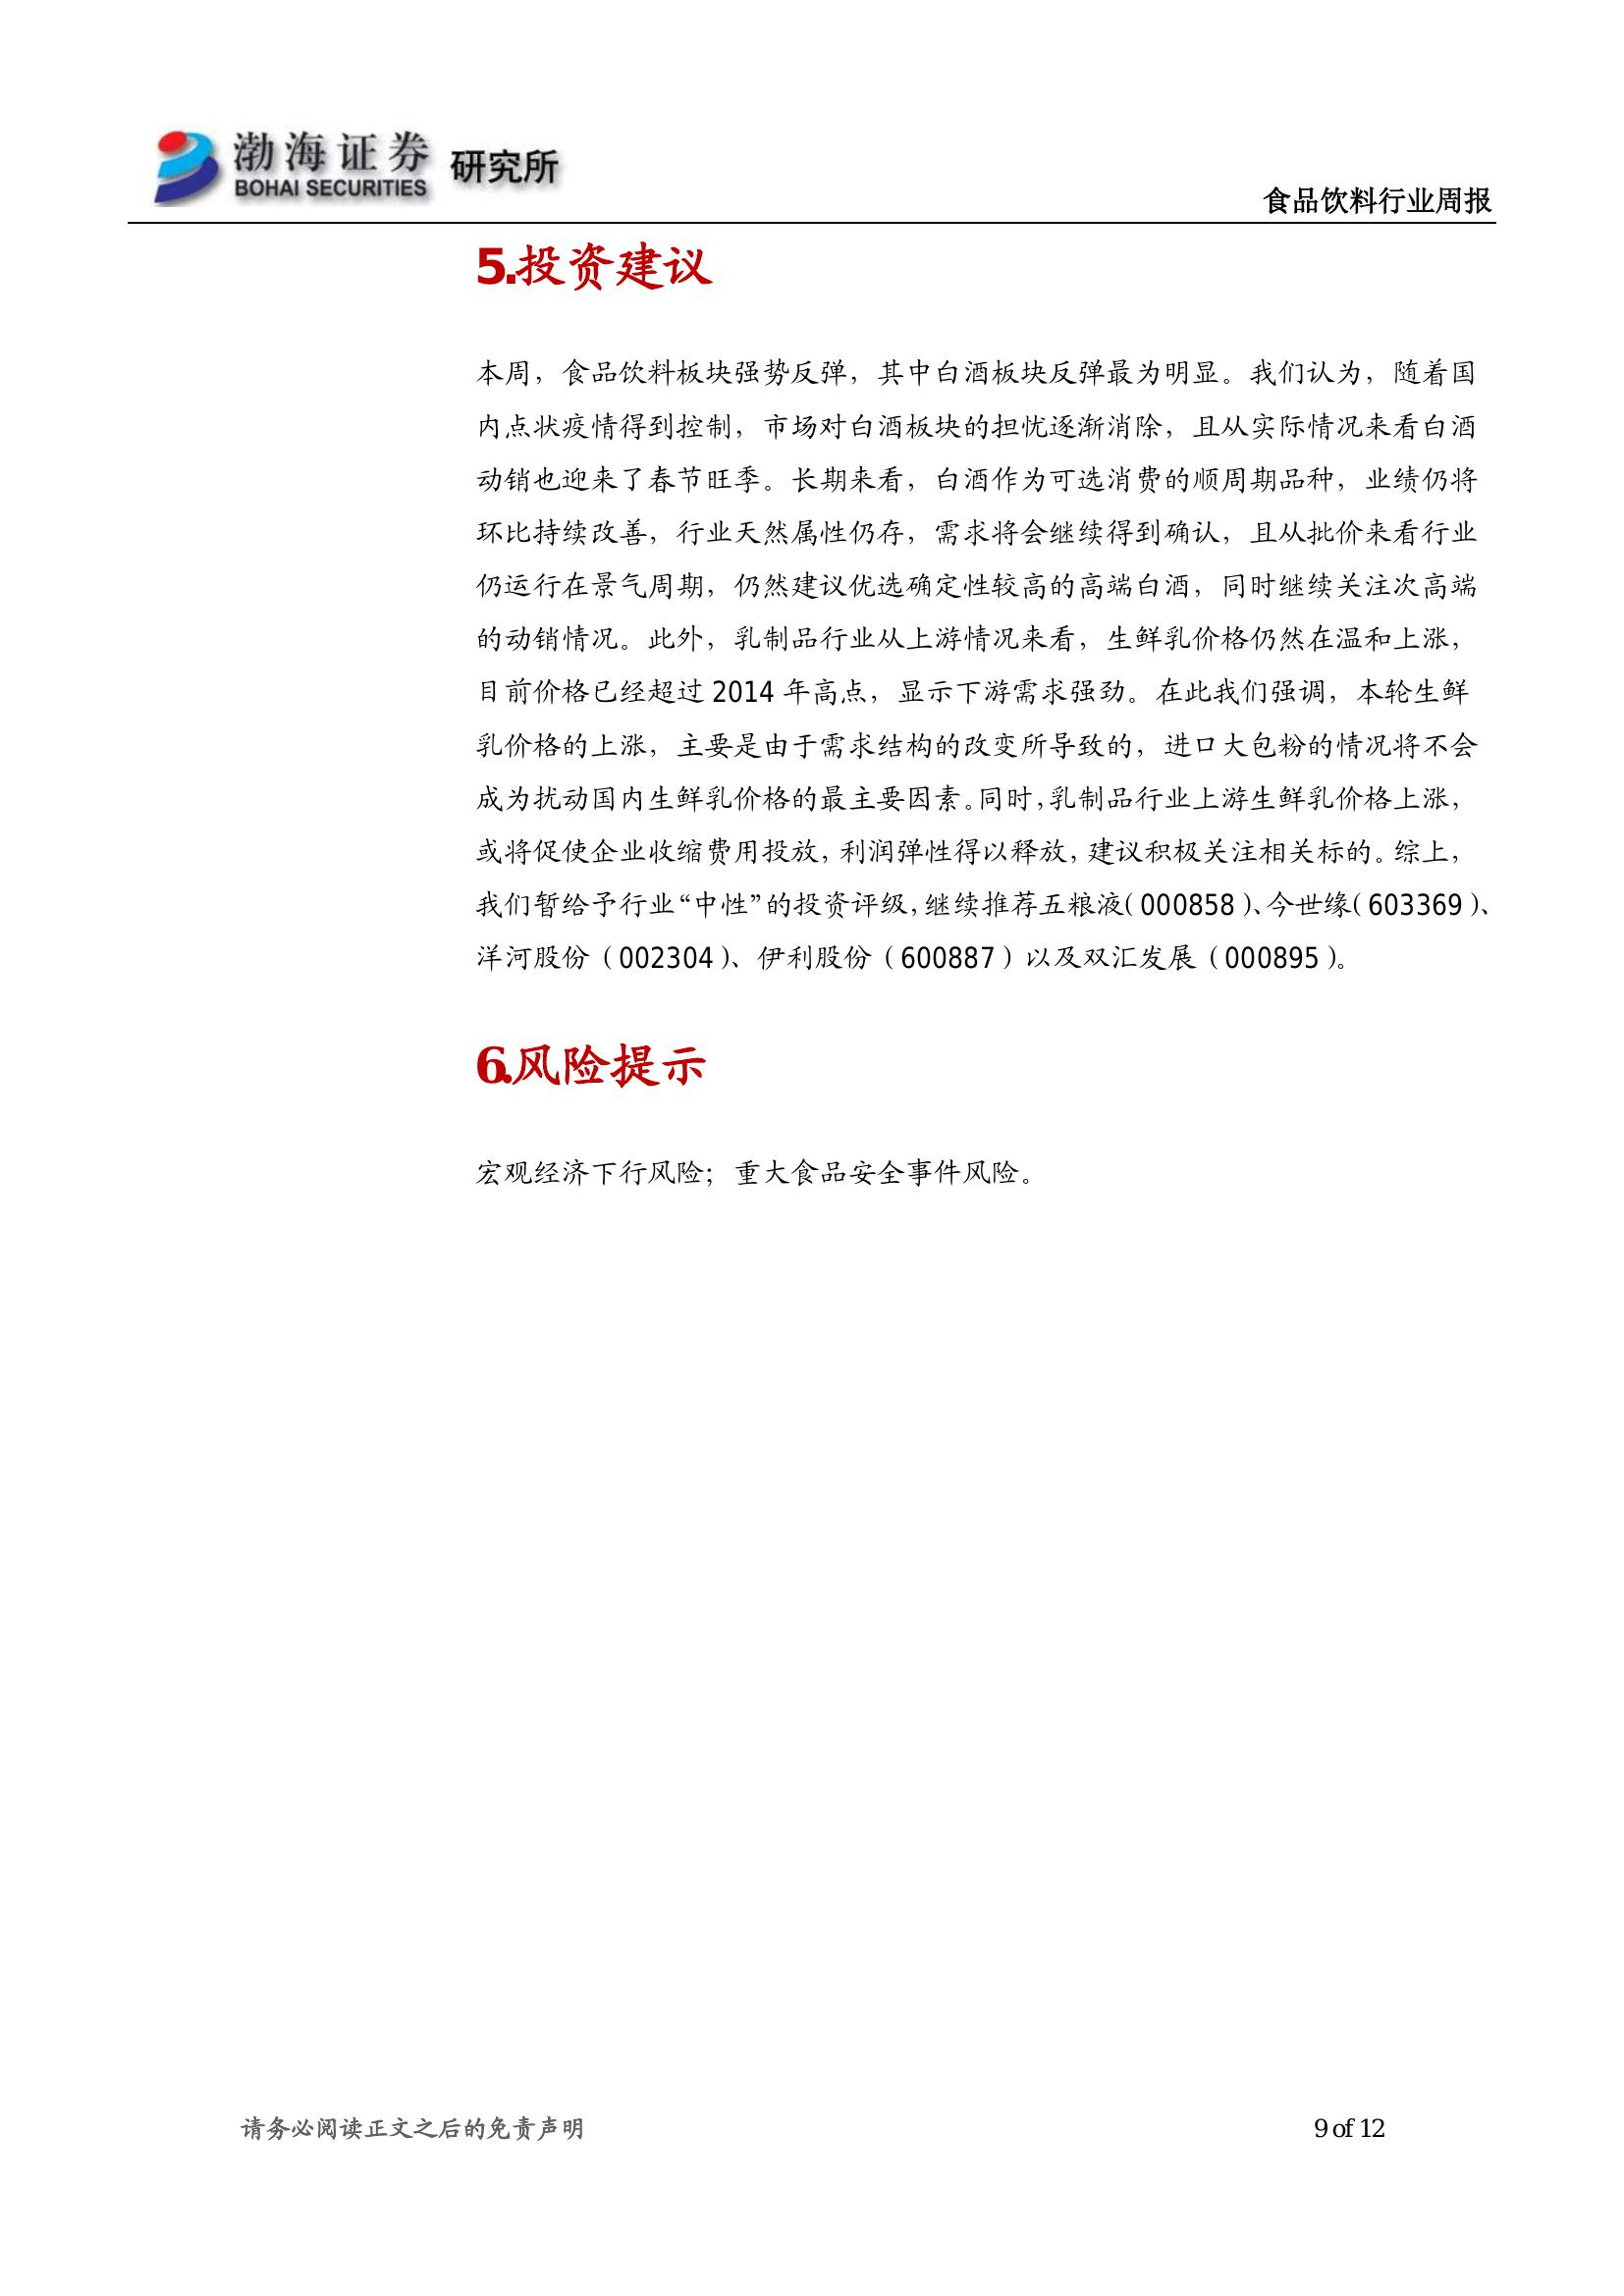 渤海证券 研究所
BOHAI SECURITIES
食品饮料行业周报
5.投资建议
本周，食品饮料板块强势反弹，其中白酒板块反弹最为明显。我们认为，随着国
内点状疫情得到控制，市场对白酒板块的担忧逐渐消除，且从实际情况来看白酒
动销也迎来了春节旺季。长期来看，白酒作为可选消费的顺周期品种，业绩仍将
环比持续改善，行业天然属性仍存，需求将会继续得到确认，且从批价来看行业
仍运行在景气周期，仍然建议优选确定性较高的高端白酒，同时继续关注次高端
的动销情况。此外，乳制品行业从上游情况来看，生鲜乳价格仍然在温和上涨，
目前价格已经超过 2014 年高点，显示下游需求强劲。在此我们强调，本轮生鲜
乳价格的上涨，主要是由于需求结构的改变所导致的，进口大包粉的情况将不会
成为扰动国内生鲜乳价格的最主要因素。同时，乳制品行业上游生鲜乳价格上涨，
或将促使企业收缩费用投放，利润弹性得以释放，建议积极关注相关标的。综上，
我们暂给予行业“中性”的投资评级，继续推荐五粮液（000858）、今世缘（603369）、
洋河股份（002304）、伊利股份（600887）以及双汇发展（000895）。
6.风险提示
宏观经济下行风险；重大食品安全事件风险。
请务必阅读正文之后的免责声明
9 of 12